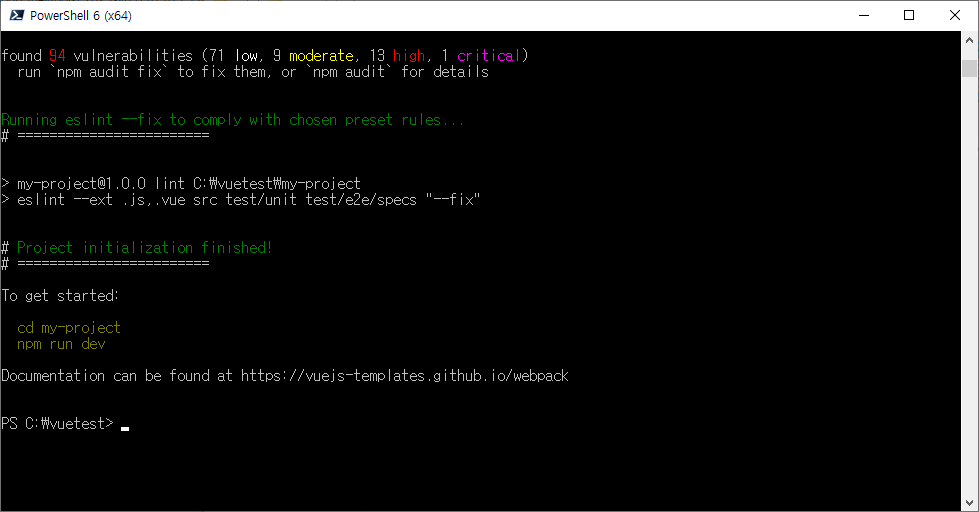 PowerShell 6 (x64)
found 94 vulnerabilities (71 low, 9 moderate, 13 high, 1 critical)
  run `npm audit fix` to fix them, or `npm audit` for details
Running eslint --fix to comply with chosen preset rules...
# ========================
> my-project@1.0.0 lint C:₩vuetest₩my-project
> eslint --ext .js,.vue src test/unit test/e2e/specs "--fix"
# Project initialization finished!
# ========================
To get started:
  cd my-project
  npm run dev
Documentation can be found at https://vuejs-templates.github.io/webpack
PS C:₩vuetest>